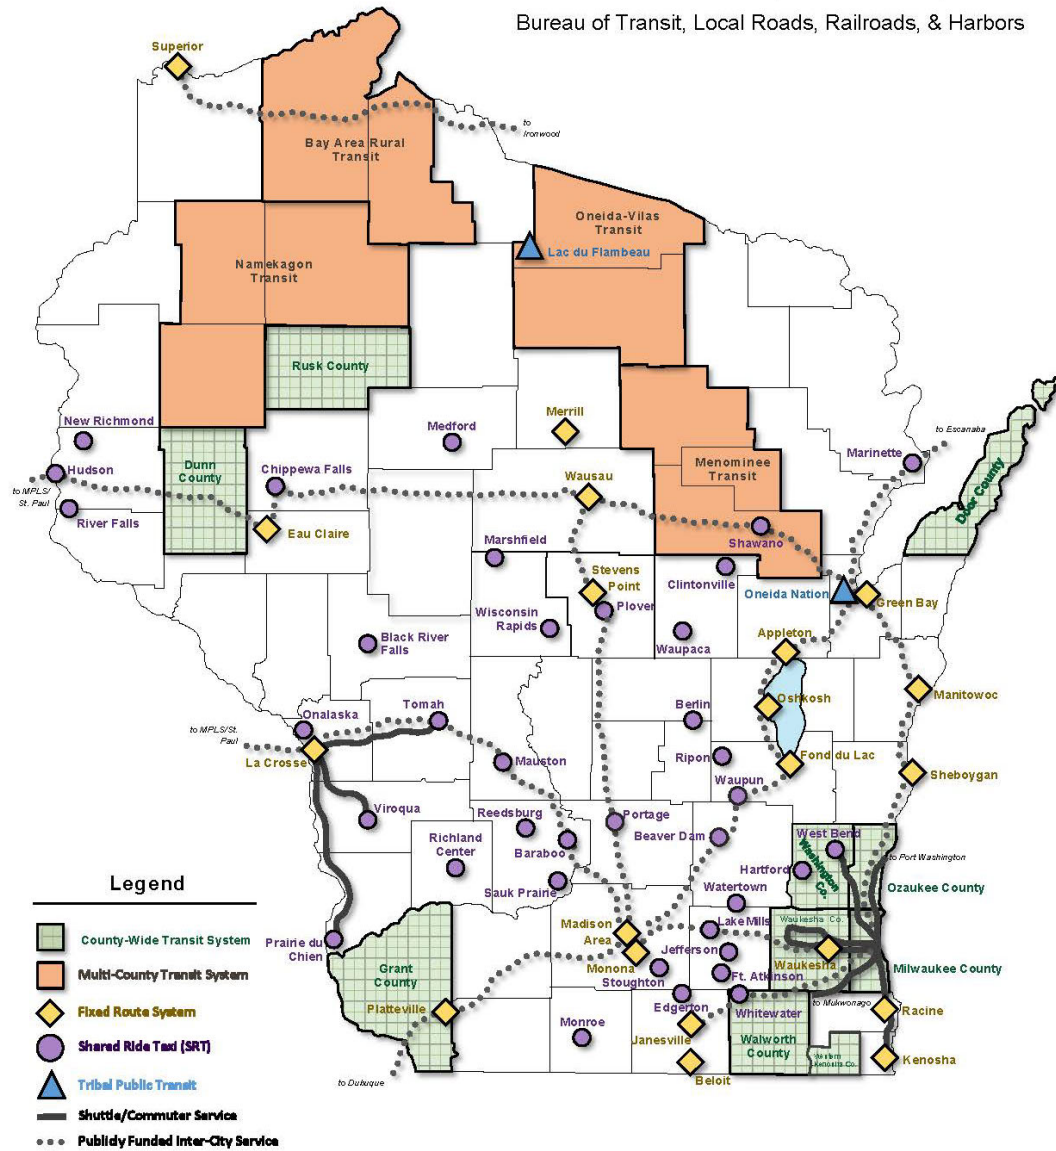 Bureau of Transit, Local Roads, Railroads, & Harbors
Superior
to
Ironwood
Bay Area Rural
Transit
Oneida-Vilas
Transit
Lac du Flambeau
Namekagon
Transit
Rusk County
New Richmond
Medford
Merrill
to Escanaba
Marinette
Hudson
Dunn
County
Chippewa Falls
Menominee
Transit
Wausau
Door County
to MPLS/
St. Paul
River Falls
Eau Claire
Shawano
Marshfield
Stevens
Point
Clintonville
Oneida Nation
Green Bay
Plover
Wisconsin
Rapids
Black River
Falls
Waupaca
Appleton
Manitowoc
Oshkosh
Onalaska
Tomah
Berlin
to MPLS/St.
Paul
La Crosse
Mauston
Ripon
Fond du Lac
Sheboygan
Waupun
Viroqua
Reedsburg
Portage
Richland
Center
Baraboo
Beaver Dam
West Bend
to Port Washington
Washington
Co.
Hartford
Sauk Prairie
Ozaukee County
Watertown
Legend
County-Wide Transit System
Multi-County Transit System
Fixed Route System
Shared Ride Taxi (SRT)
Tribal Public Transit
Shuttle/Commuter Service
Publicly Funded Inter-City Service
Prairie du
Chien
Madison
Area
Lake Mills
Waukesha Co.
Monona
Jefferson
Waukesha
Milwaukee County
Grant
County
Stoughton
Ft. Atkinson
Platteville
Edgerton
Whitewater
to Mukwonago
Racine
Monroe
Janesville
Walworth
County
Western
Kenosha Co.
Kenosha
Beloit
to Dubuque